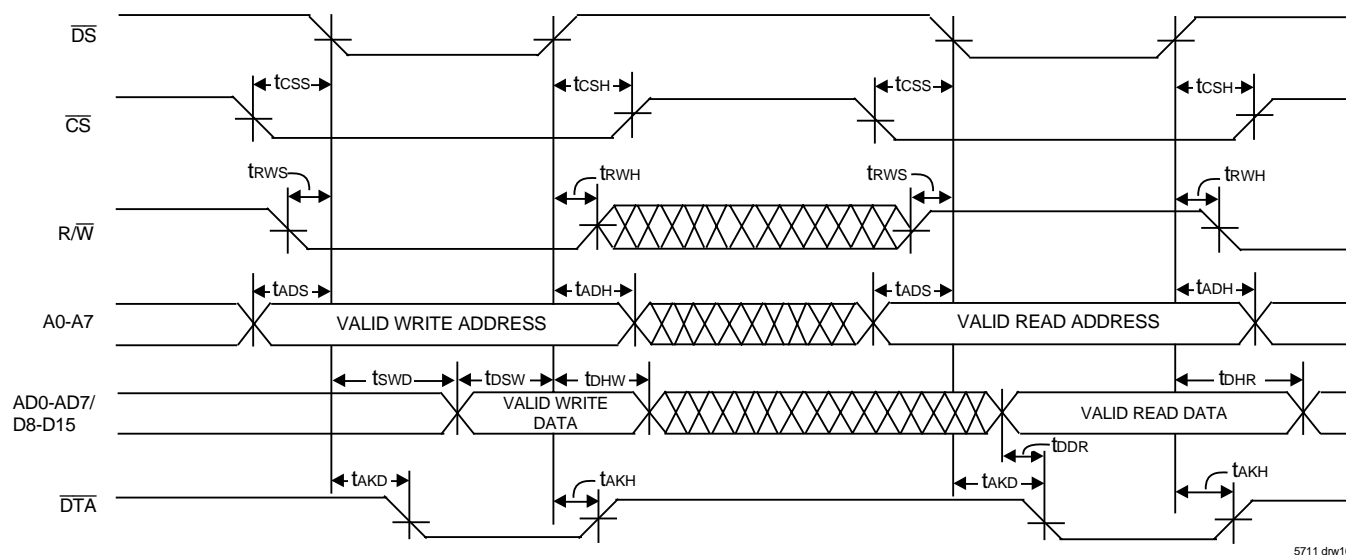 DS
tCSS
tCSH
tCSS
tCSH
CS
tRWS
tRWH
tRWS
tRWH
R/W
tADS
tADH
tADS
tADH
A0-A7
VALID WRITE ADDRESS
VALID READ ADDRESS
tSWD
tDSW
tDHW
tDHR
AD0-AD7/
D8-D15
VALID WRITE
DATA
VALID READ DATA
tDDR
tAKD
tAKH
tAKD
tAKH
DTA